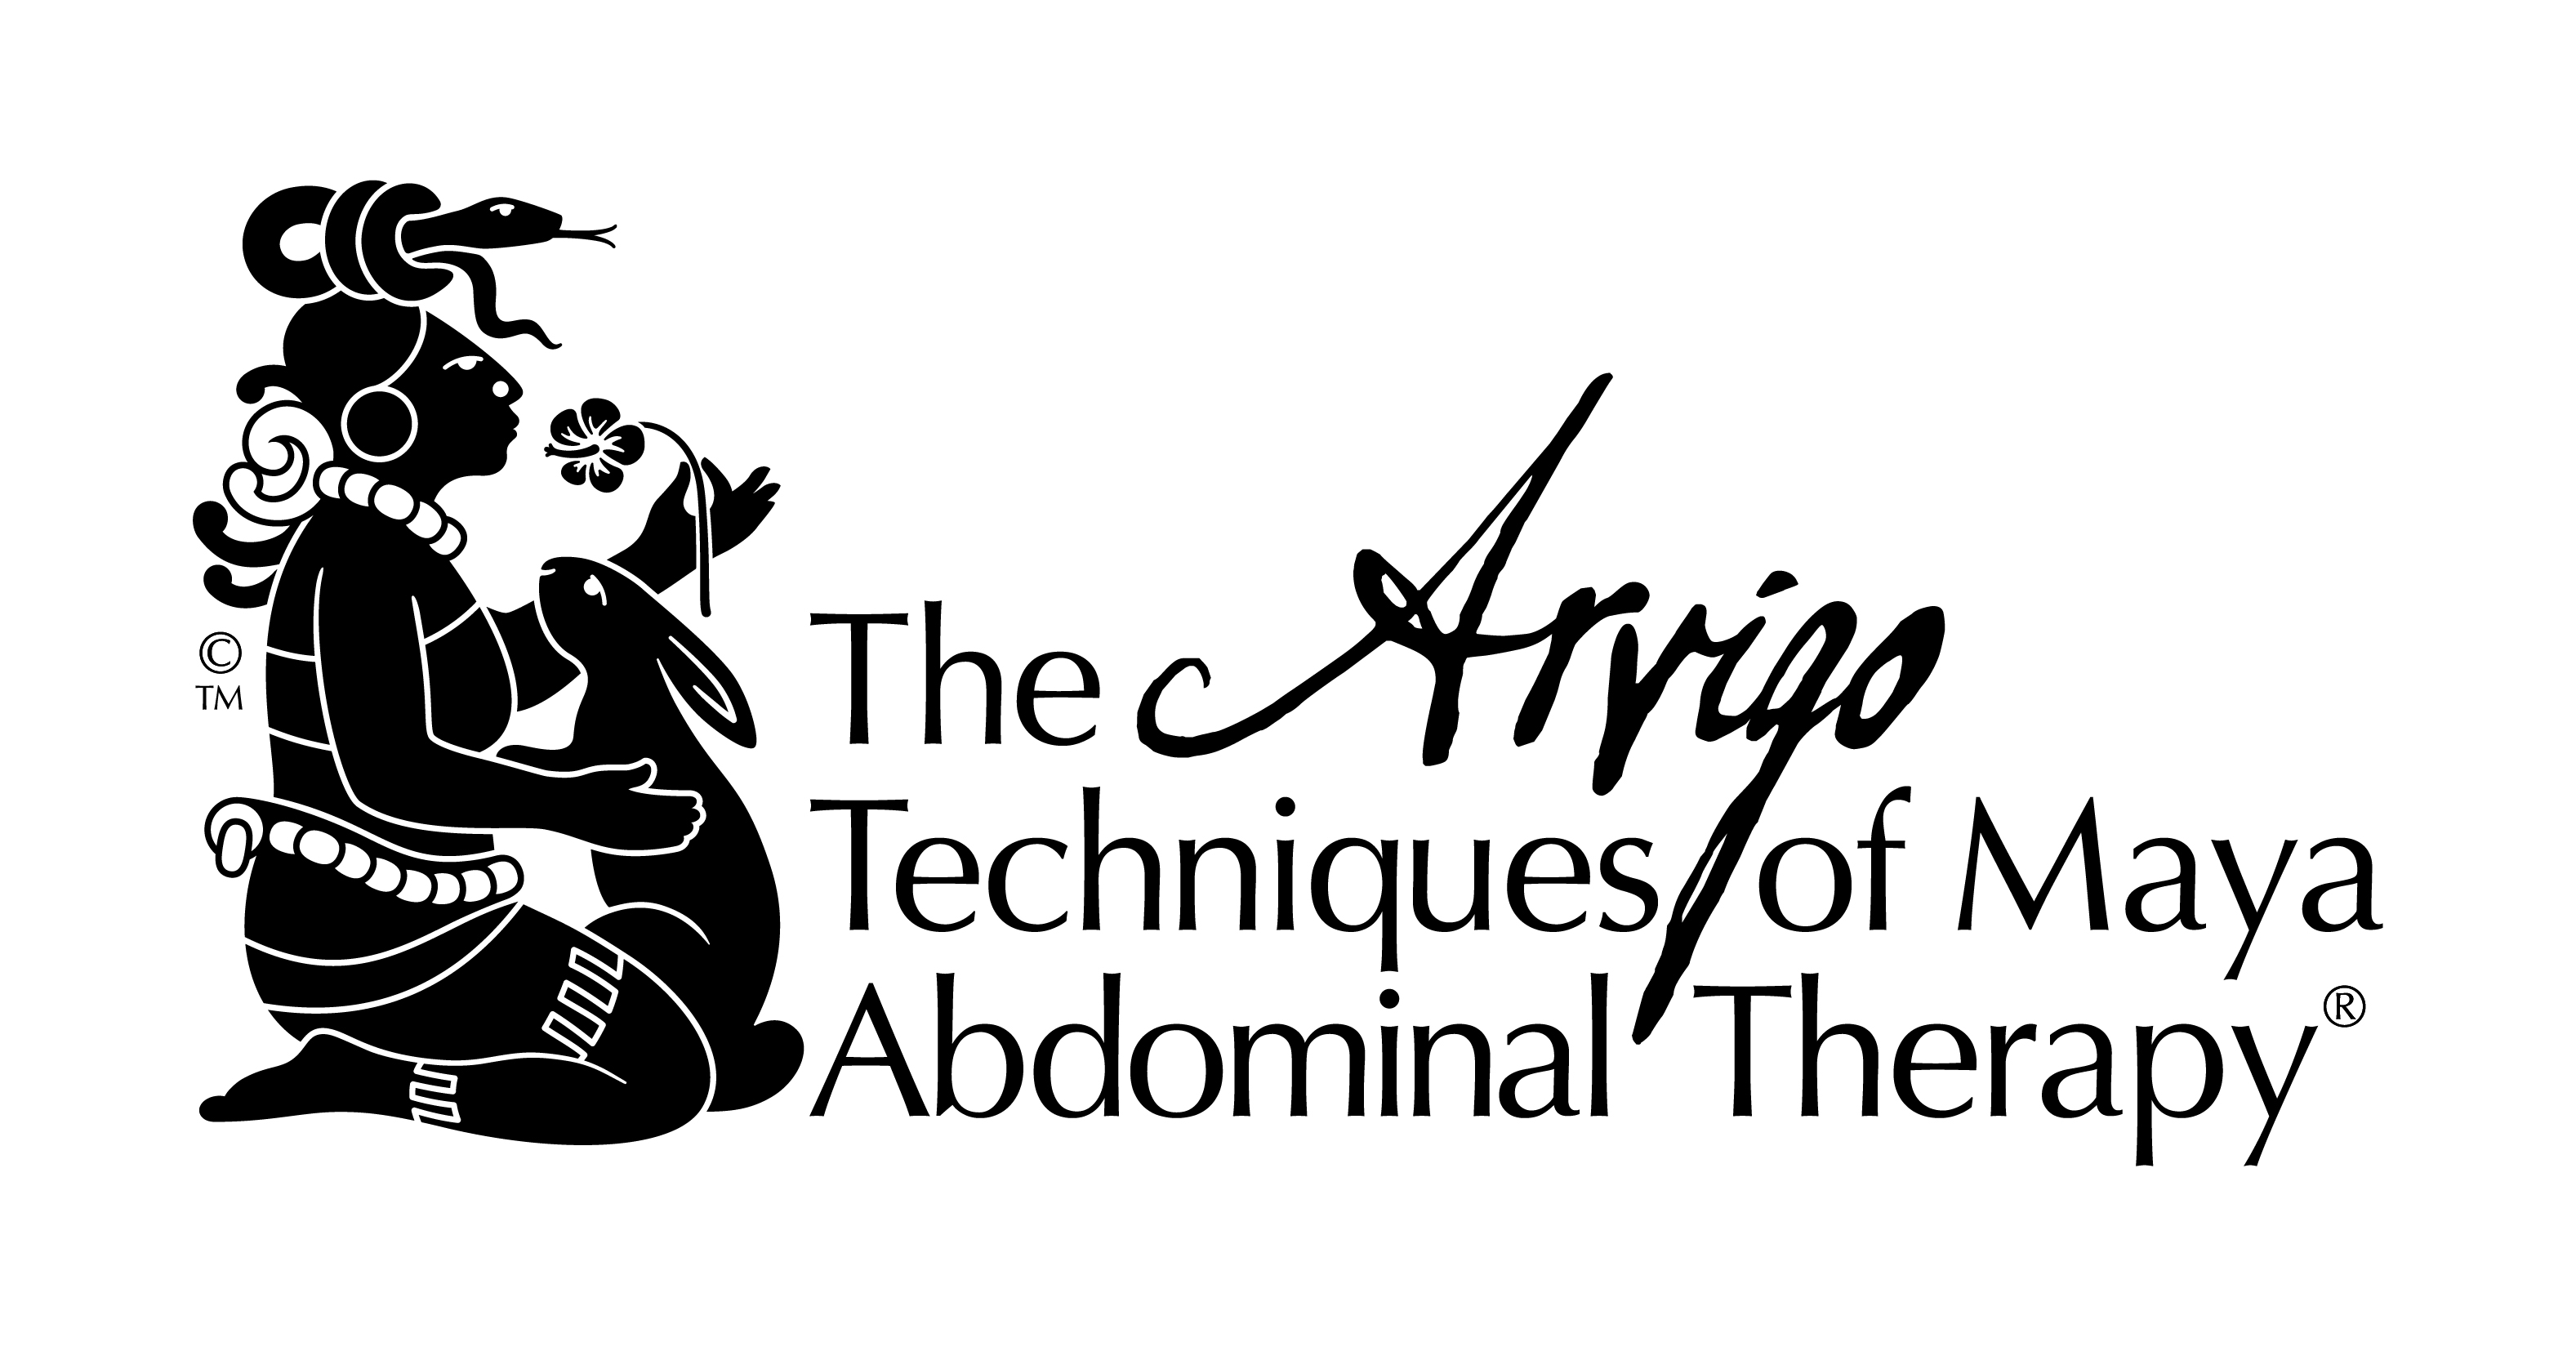 The Arvigo
Techniques of Maya
Abdominal Therapy®
©
TM